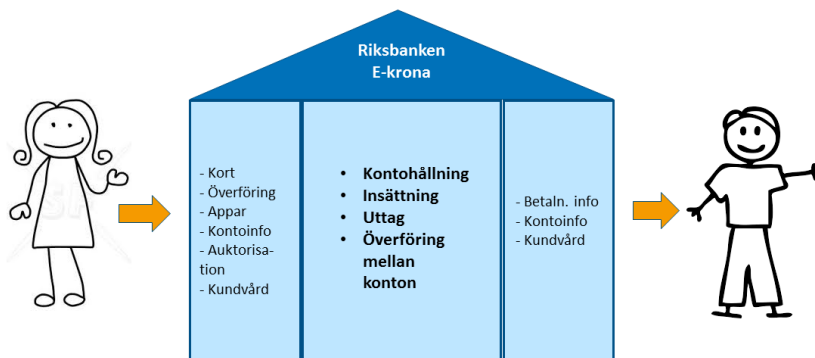 Riksbanken
E-krona
- Kort
- Överföring
- Appar
- Kontoinfo
- Auktorisa-
tion
- Kundvård
• Kontohållning
• Insättning
• Uttag
• Överföring
mellan
konton
- Betaln. info
- Kontoinfo
- Kundvård